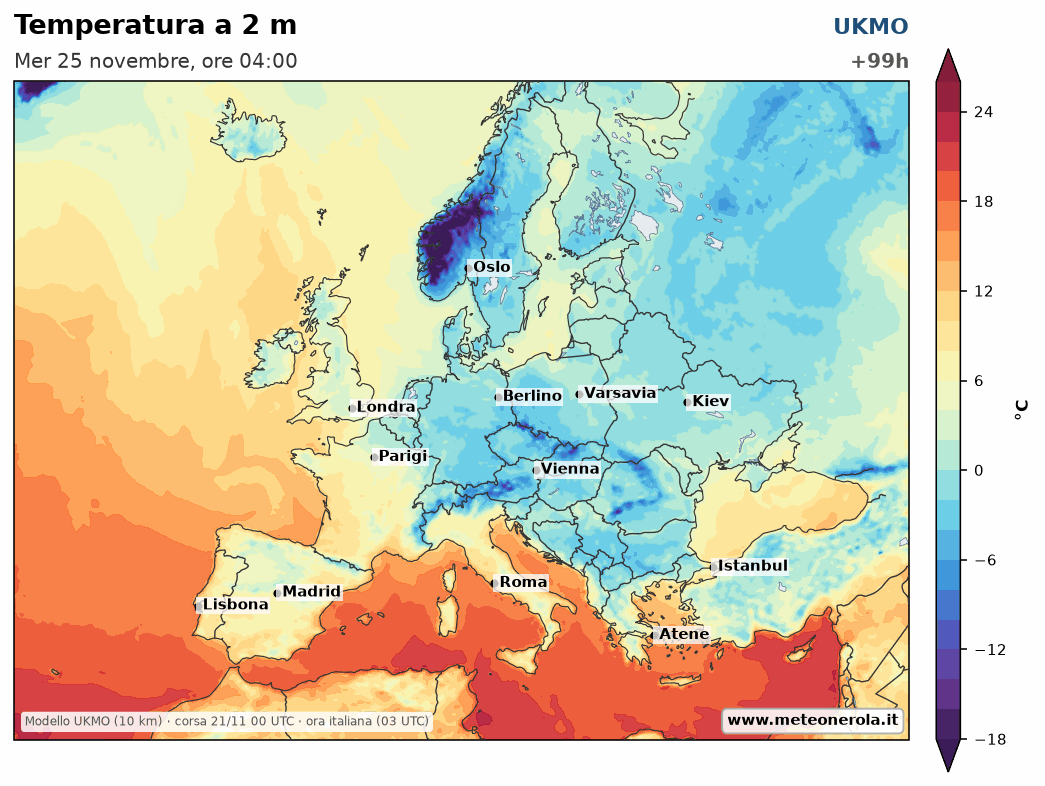 Temperatura a 2 m
UKMO
Mer 25 novembre, ore 04:00
+99h
24
18
12
6
0
−6
−12
−18
°C
Oslo
Berlino
Varsavia
Kiev
Londra
Parigi
Vienna
Istanbul
Roma
Madrid
Lisbona
Atene
Modello UKMO (10 km) · corsa 21/11 00 UTC · ora italiana (03 UTC)
www.meteonerola.it